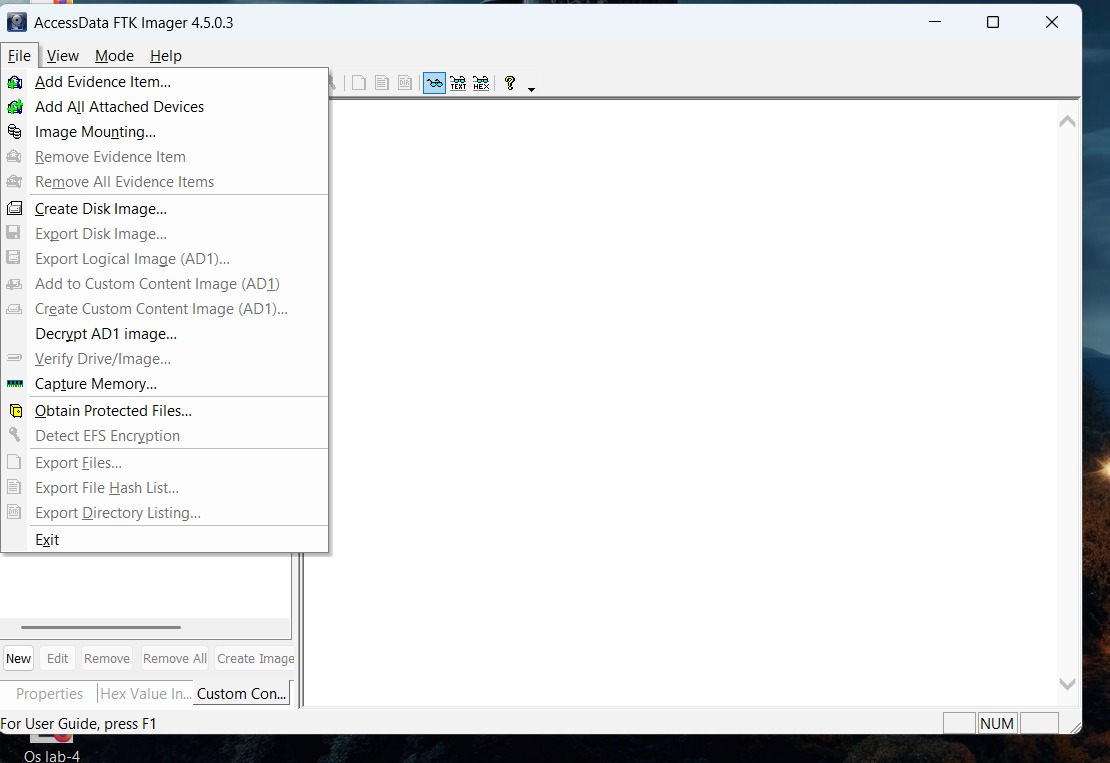 AccessData FTK Imager 4.5.0.3
File View Mode Help
Add Evidence Item...
Add All Attached Devices
Image Mounting...
Remove Evidence Item
Remove All Evidence Items
Create Disk Image...
Export Disk Image...
Export Logical Image (AD1)...
Add to Custom Content Image (AD1)
Create Custom Content Image (AD1)...
Decrypt AD1 image...
Verify Drive/Image...
Capture Memory...
Obtain Protected Files...
Detect EFS Encryption
Export Files...
Export File Hash List...
Export Directory Listing...
Exit
TEXT HEX ?
New Edit Remove Remove All Create Image
Properties Hex Value In... Custom Con...
For User Guide, press F1
NUM
Os lab-4